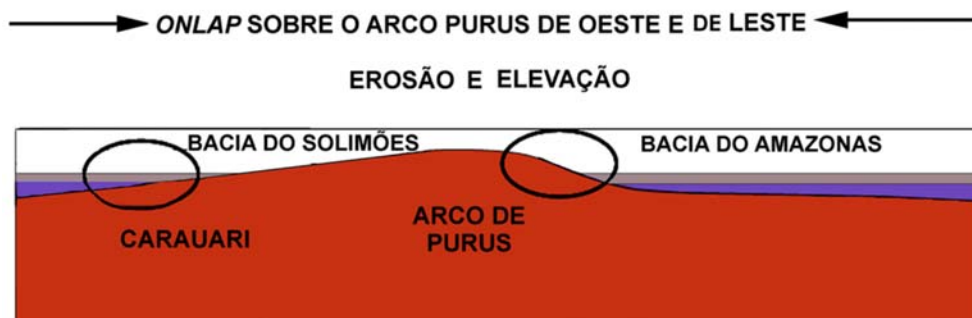 ONLAP SOBRE O ARCO PURUS DE OESTE E DE LESTE
EROSÃO E ELEVAÇÃO
BACIA DO SOLIMÕES
BACIA DO AMAZONAS
ARCO DE
PURUS
CARAUARI